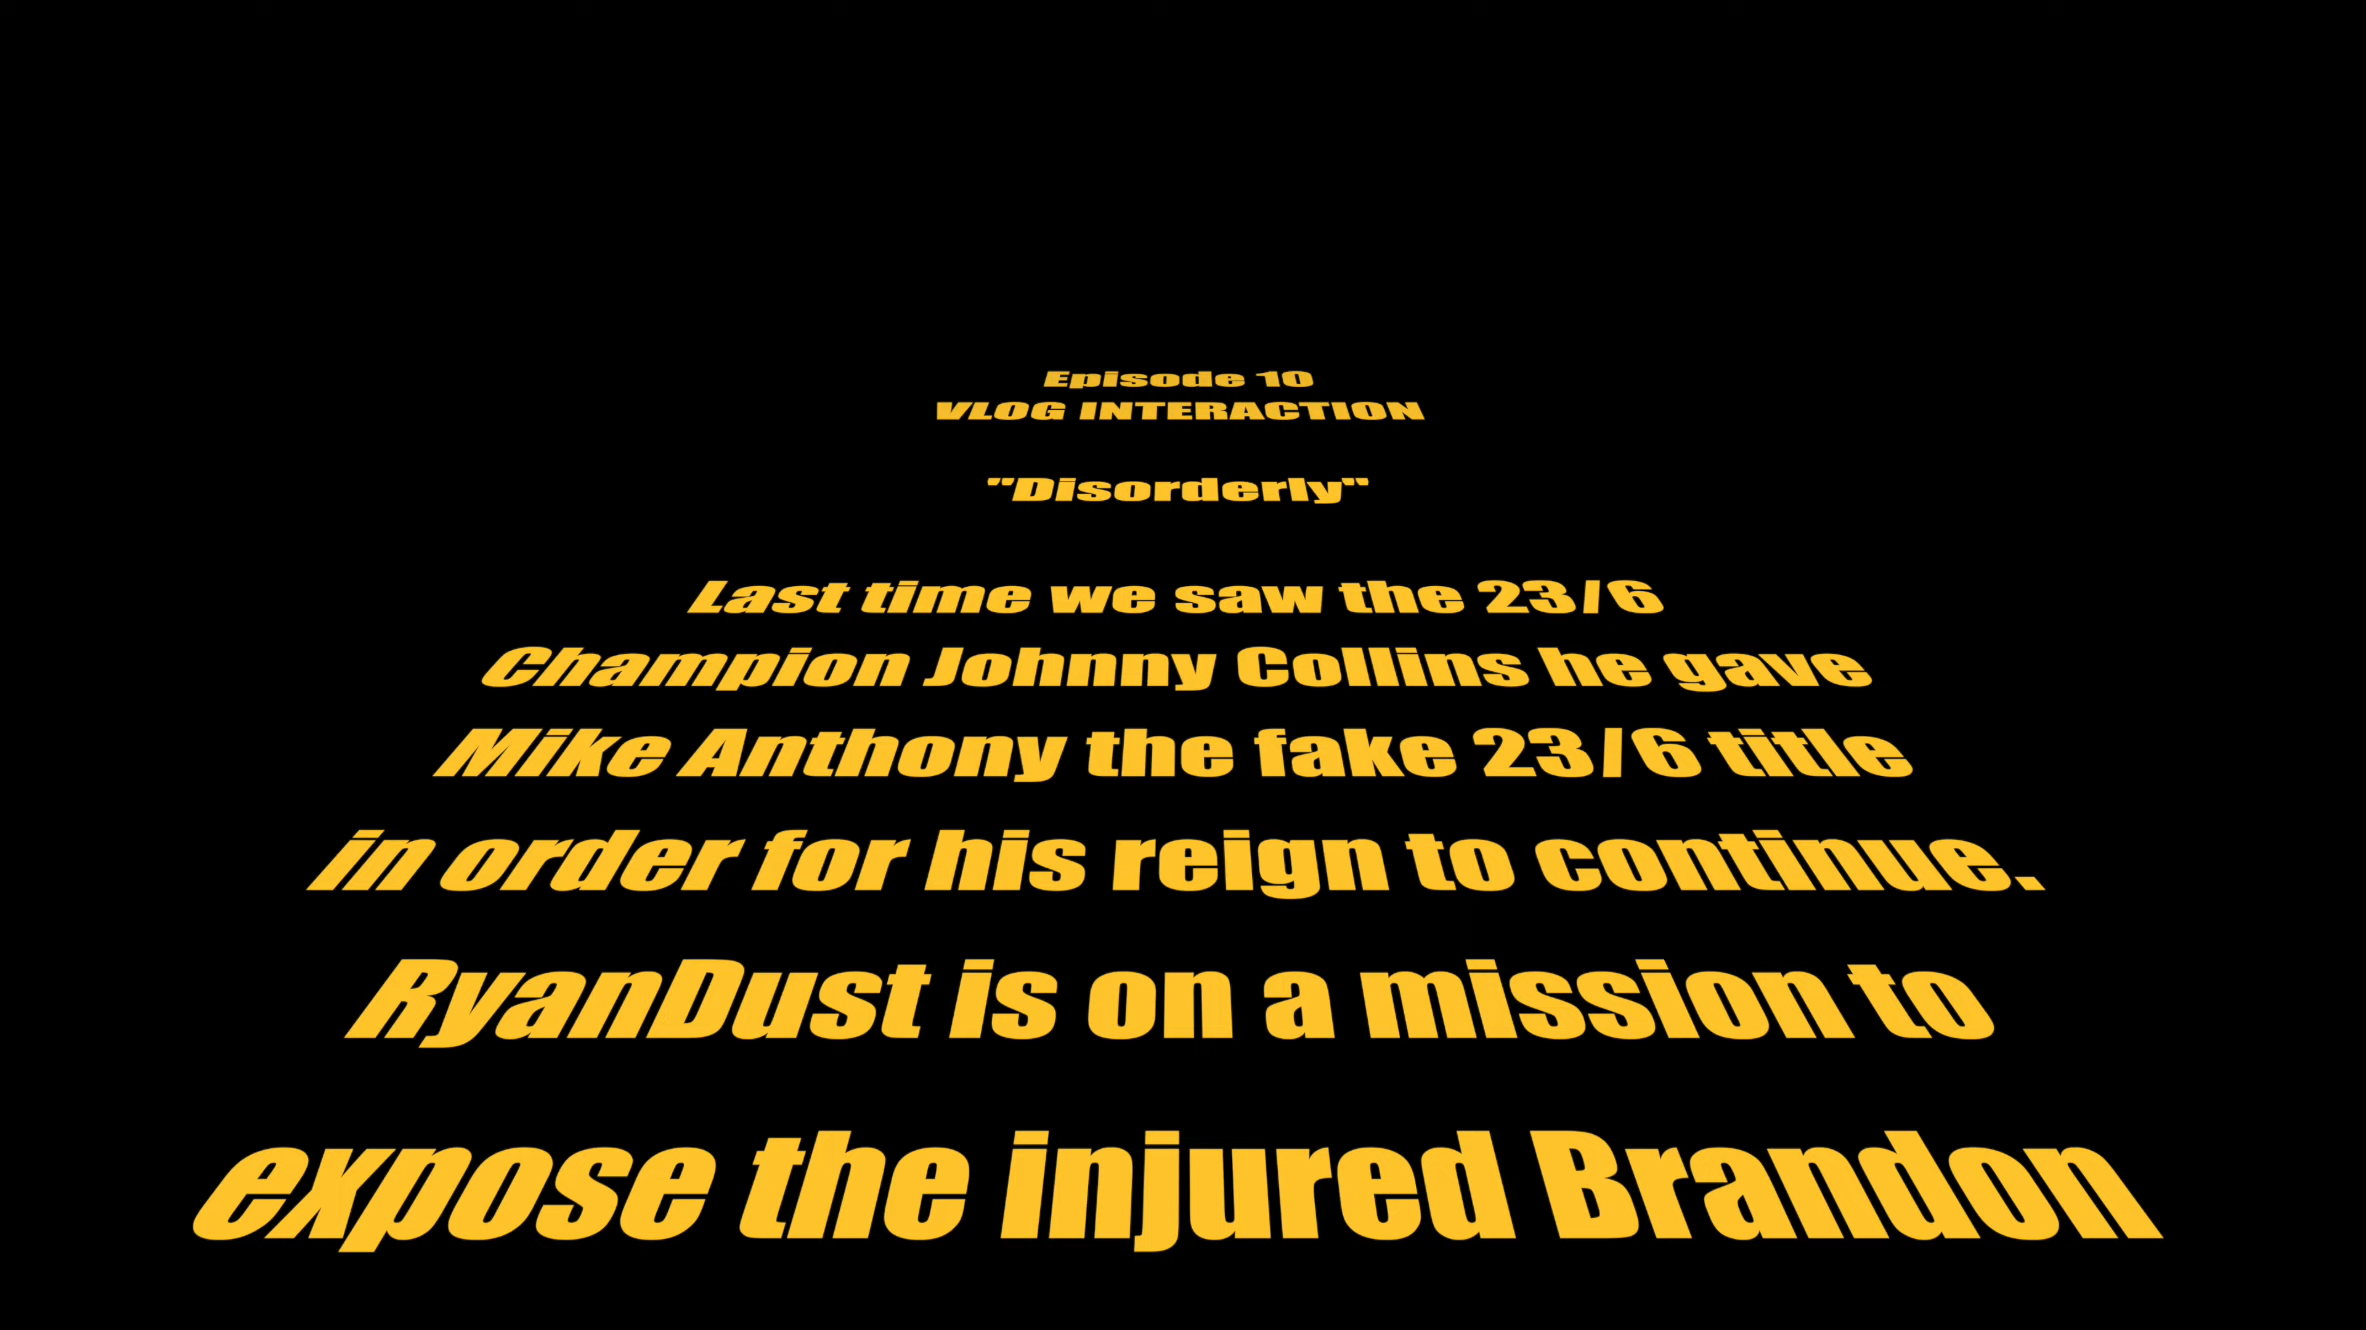 Episode 10
VLOG INTERACTION
"Disorderly"
Last time we saw the 23/6
Champion Johnny Collins he gave
Mike Anthony the fake 23/6 title
in order for his reign to continue.
RyanDust is on a mission to
expose the injured Brandon